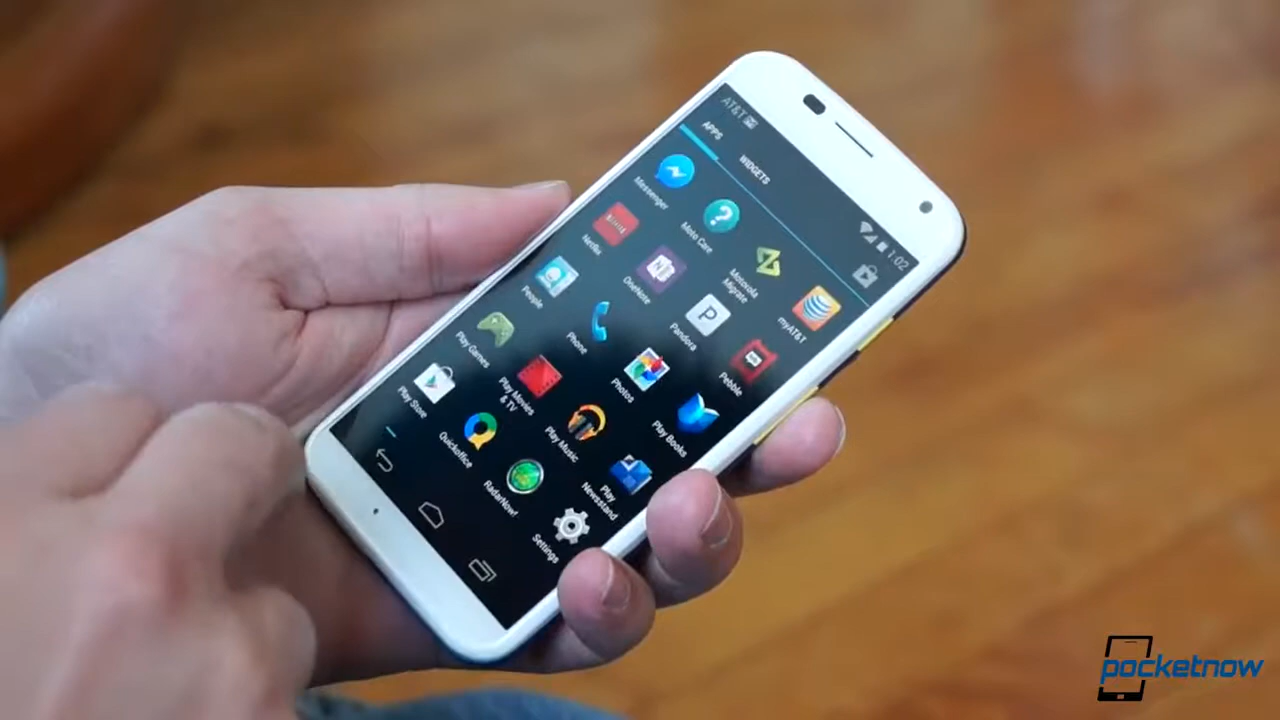 AT&T
1:02
APPS
WIDGETS
Messenger
Moto Care
Motorola
Migrate
myAT&T
Netflix
OneNote
Pandora
Pebble
People
Phone
Photos
Play Books
Play Games
Play Movies
& TV
Play Music
Play
Newsstand
Play Store
Quickoffice
RadarNow!
Settings
pocketnow